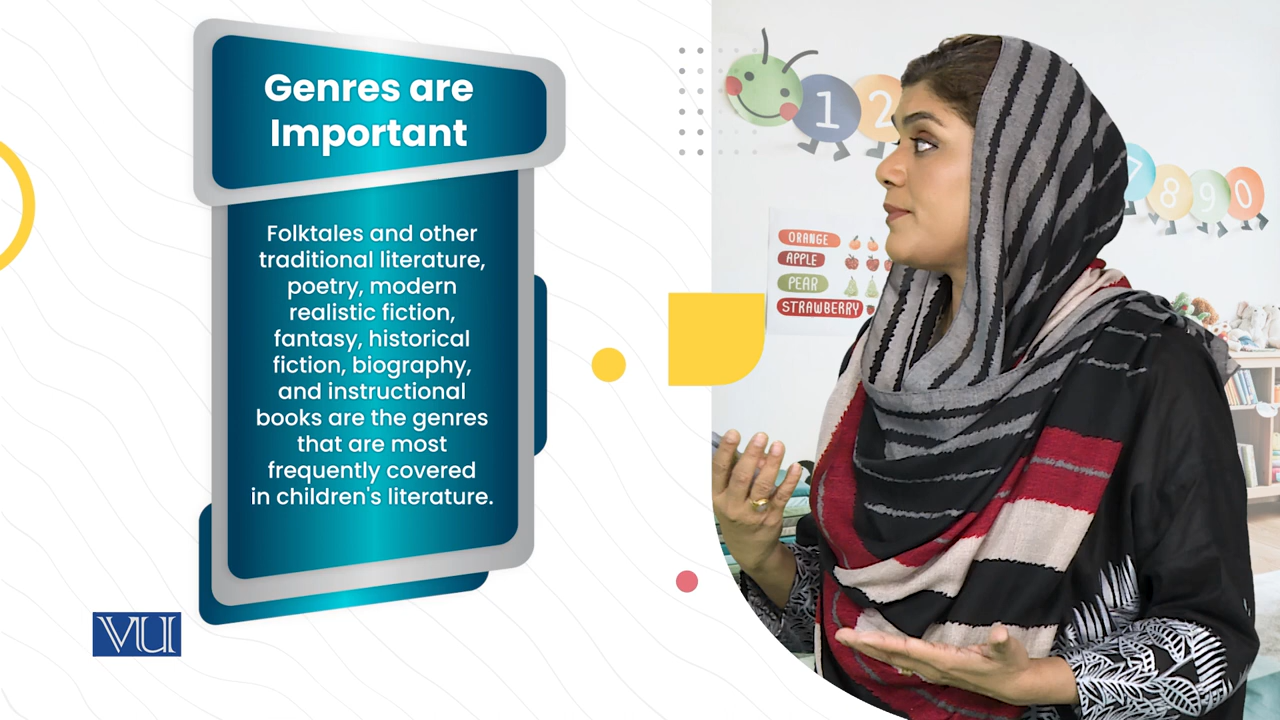 Genres are
Important
Folktales and other
traditional literature,
poetry, modern
realistic fiction,
fantasy, historical
fiction, biography,
and instructional
books are the genres
that are most
frequently covered
in children's literature.
VU
1 2
7 8 9 0
ORANGE
APPLE
PEAR
STRAWBERRY